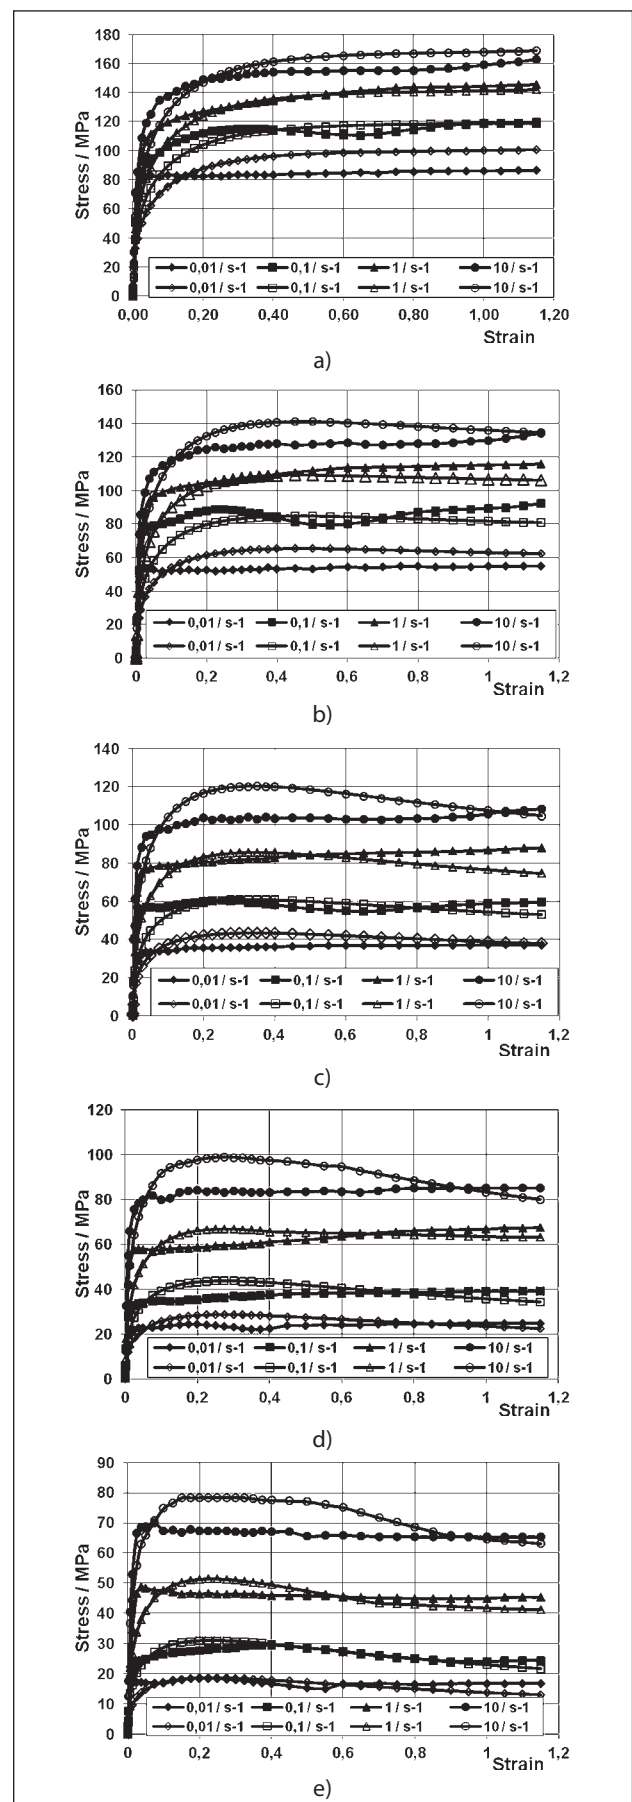 180
160
140
120
100
80
60
40
20
0
Stress / MPa
0,01/ s-1 0,1/ s-1 1/ s-1 10/ s-1
0,01/ s-1 0,1/ s-1 1/ s-1 10/ s-1
0,00 0,20 0,40 0,60 0,80 1,00 1,20
Strain
a)
160
140
120
100
80
60
40
20
0
Stress / MPa
0,01/ s-1 0,1/ s-1 1/ s-1 10/ s-1
0,01/ s-1 0,1/ s-1 1/ s-1 10/ s-1
0 0,2 0,4 0,6 0,8 1 1,2
Strain
b)
140
120
100
80
60
40
20
0
Stress / MPa
0,01/ s-1 0,1/ s-1 1/ s-1 10/ s-1
0,01/ s-1 0,1/ s-1 1/ s-1 10/ s-1
0 0,2 0,4 0,6 0,8 1 1,2
Strain
c)
120
100
80
60
40
20
0
Stress / MPa
0,01/ s-1 0,1/ s-1 1/ s-1 10/ s-1
0,01/ s-1 0,1/ s-1 1/ s-1 10/ s-1
0 0,2 0,4 0,6 0,8 1 1,2
Strain
d)
90
80
70
60
50
40
30
20
10
0
Stress / MPa
0,01/ s-1 0,1/ s-1 1/ s-1 10/ s-1
0,01/ s-1 0,1/ s-1 1/ s-1 10/ s-1
0 0,2 0,4 0,6 0,8 1 1,2
Strain
e)